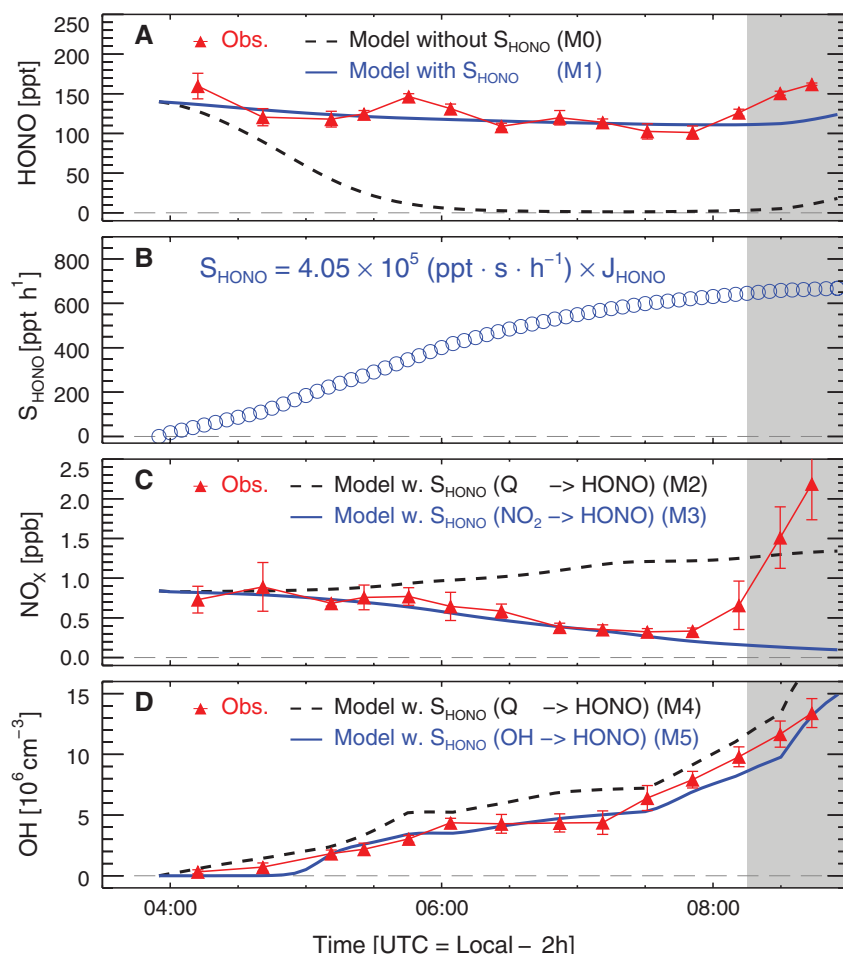 A
Obs.
Model without S_HONO (M0)
Model with S_HONO (M1)
HONO [ppt]
250
200
150
100
50
0
B
S_HONO = 4.05 × 10^5 (ppt · s · h^−1) × J_HONO
S_HONO [ppt h^1]
800
600
400
200
0
C
Obs.
Model w. S_HONO (Q −> HONO) (M2)
Model w. S_HONO (NO_2 −> HONO) (M3)
NO_X [ppb]
2.5
2.0
1.5
1.0
0.5
0.0
D
Obs.
Model w. S_HONO (Q −> HONO) (M4)
Model w. S_HONO (OH −> HONO) (M5)
OH [10^6 cm^−3]
15
10
5
0
04:00 06:00 08:00
Time [UTC = Local − 2h]